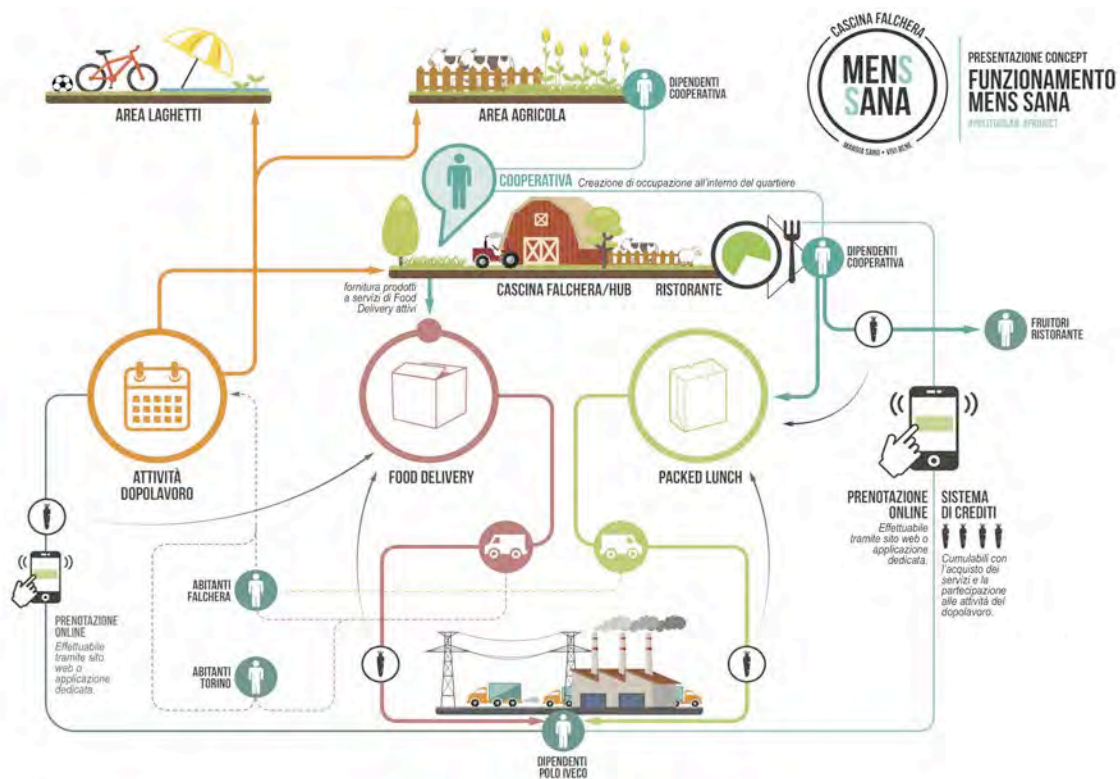 CASCINA FALCHERA
MENS
SANA
MANGIA SANO • VIVI BENE
PRESENTAZIONE CONCEPT
FUNZIONAMENTO
MENS SANA
AREA LAGHETTI
AREA AGRICOLA
DIPENDENTI
COOPERATIVA
COOPERATIVA
Creazione di occupazione all'interno del quartiere
CASCINA FALCHERA/HUB
RISTORANTE
DIPENDENTI
COOPERATIVA
fornitura prodotti
a servizi di Food
Delivery attivi
FRUITORI
RISTORANTE
ATTIVITÀ
DOPOLAVORO
FOOD DELIVERY
PACKED LUNCH
PRENOTAZIONE
ONLINE
Effettuabile
tramite sito web o
applicazione
dedicata.
SISTEMA
DI CREDITI
Cumulabili con
l'acquisto dei
servizi e la
partecipazione
alle attività del
dopolavoro.
PRENOTAZIONE
ONLINE
Effettuabile
tramite sito
web o
applicazione
dedicata.
ABITANTI
FALCHERA
ABITANTI
TORINO
DIPENDENTI
POLO IVECO